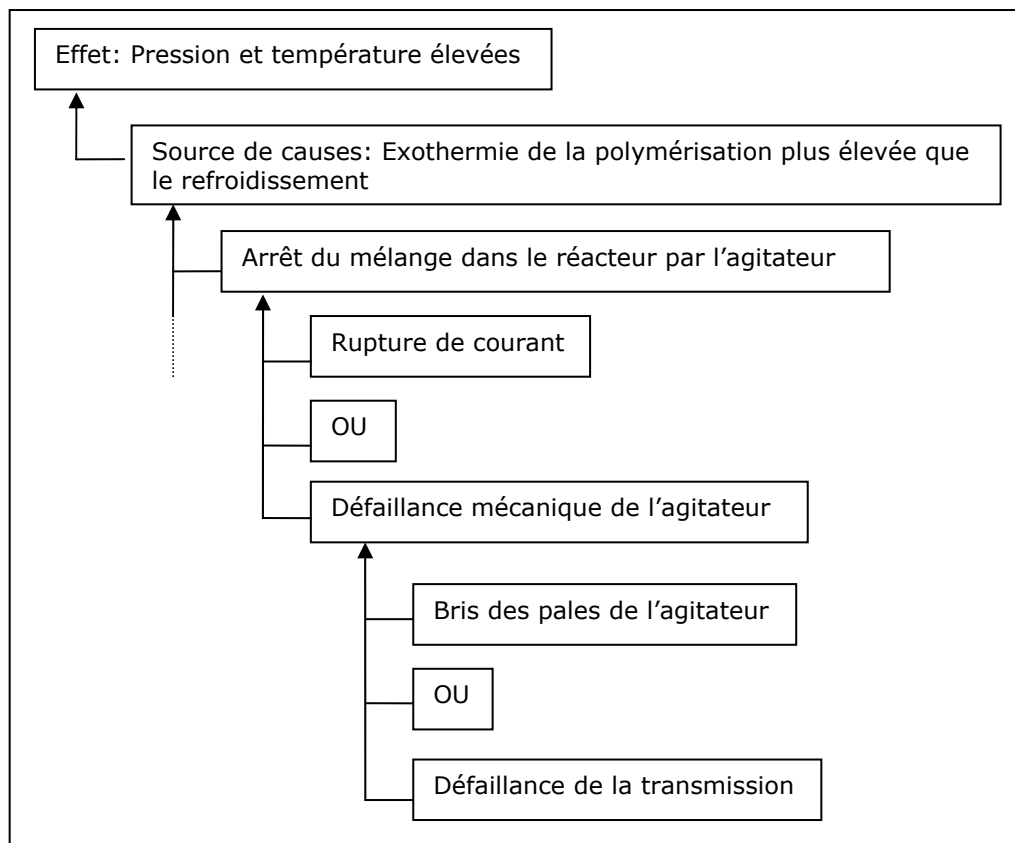 Effet: Pression et température élevées
Source de causes: Exothermie de la polymérisation plus élevée que
le refroidissement
Arrêt du mélange dans le réacteur par l’agitateur
Rupture de courant
OU
Défaillance mécanique de l’agitateur
Bris des pales de l’agitateur
OU
Défaillance de la transmission